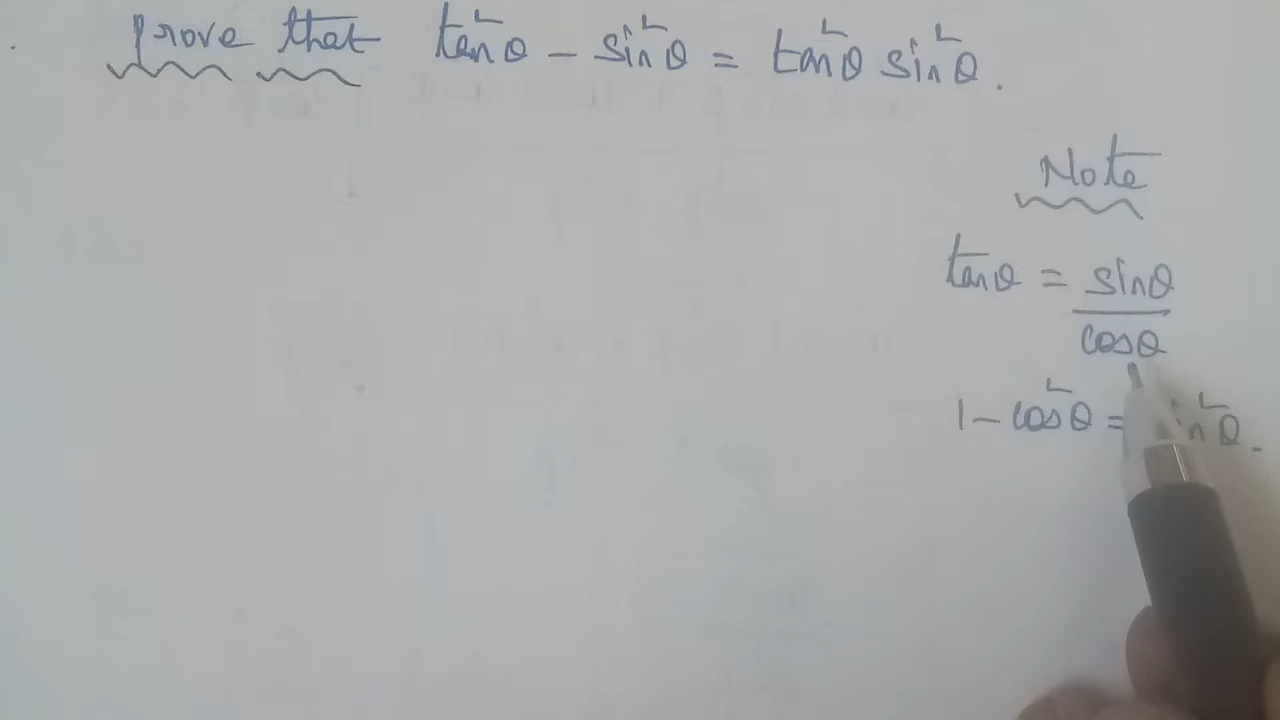 prove that tan²θ - sin²θ = tan²θ sin²θ.
Note
tanθ = sinθ
cosθ
1 - cos²θ = sin²θ.